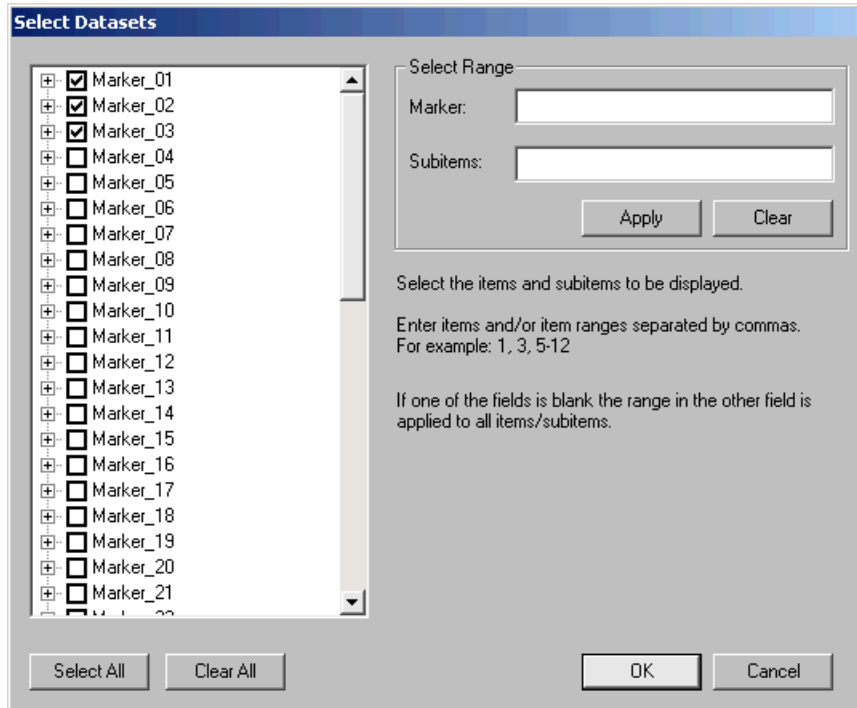 Select Datasets
Marker_01
Marker_02
Marker_03
Marker_04
Marker_05
Marker_06
Marker_07
Marker_08
Marker_09
Marker_10
Marker_11
Marker_12
Marker_13
Marker_14
Marker_15
Marker_16
Marker_17
Marker_18
Marker_19
Marker_20
Marker_21
Select Range
Marker:
Subitems:
Apply Clear
Select the items and subitems to be displayed.
Enter items and/or item ranges separated by commas.
For example: 1, 3, 5-12
If one of the fields is blank the range in the other field is
applied to all items/subitems.
Select All Clear All OK Cancel